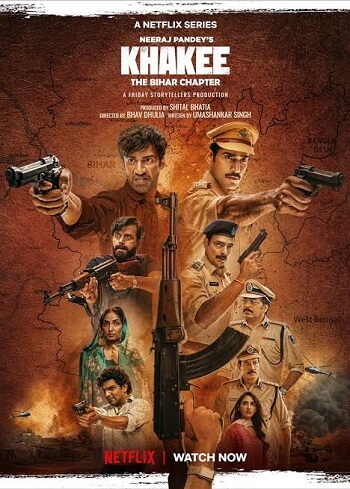 A NETFLIX SERIES
NEERAJ PANDEY'S
KHAKEE
THE BIHAR CHAPTER
A FRIDAY STORYTELLERS PRODUCTION
PRODUCED BY SHITAL BHATIA
DIRECTED BY BHAV DHULIA WRITTEN BY UMASHANKAR SINGH
BIHAR
West Bengal
NETFLIX | WATCH NOW